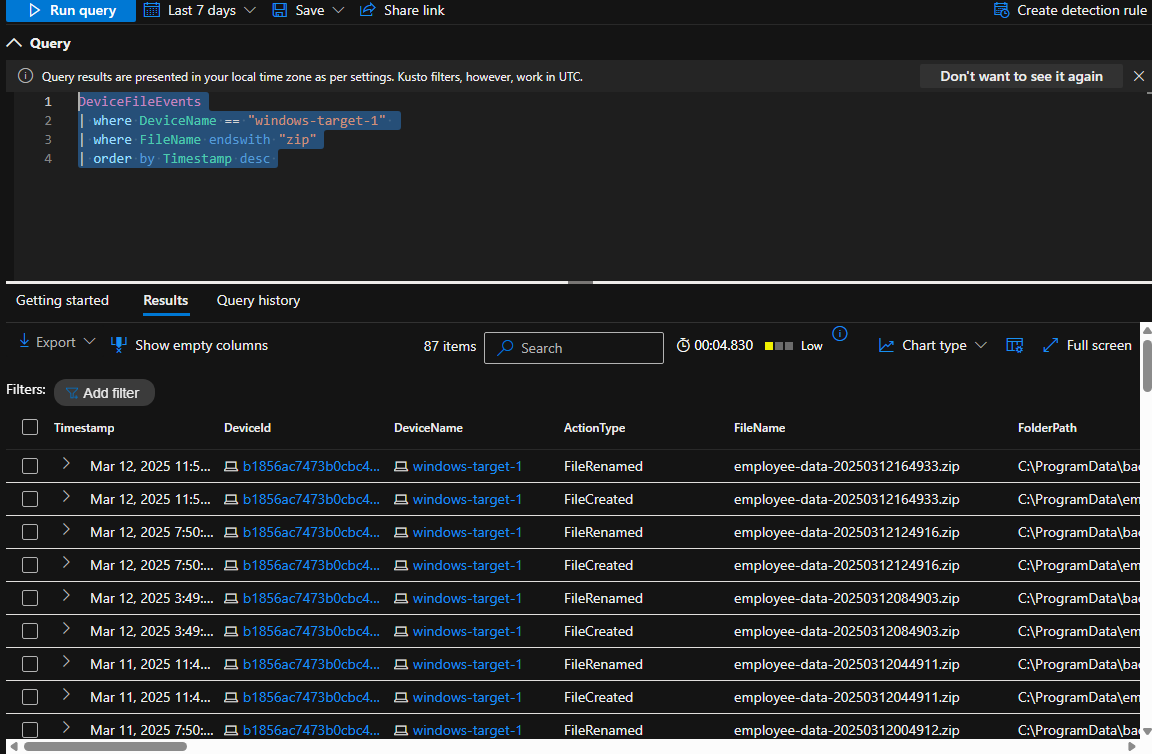 Run query Last 7 days Save Share link Create detection rule
Query
Query results are presented in your local time zone as per settings. Kusto filters, however, work in UTC. Don't want to see it again
1 DeviceFileEvents
2 | where DeviceName == "windows-target-1"
3 | where FileName endswith "zip"
4 | order by Timestamp desc
Getting started Results Query history
Export Show empty columns 87 items Search 00:04.830 Low Chart type Full screen
Filters: Add filter
Timestamp DeviceId DeviceName ActionType FileName FolderPath
Mar 12, 2025 11:5... b1856ac7473b0cbc4... windows-target-1 FileRenamed employee-data-20250312164933.zip C:\ProgramData\bac
Mar 12, 2025 11:5... b1856ac7473b0cbc4... windows-target-1 FileCreated employee-data-20250312164933.zip C:\ProgramData\em
Mar 12, 2025 7:50:... b1856ac7473b0cbc4... windows-target-1 FileRenamed employee-data-20250312124916.zip C:\ProgramData\bac
Mar 12, 2025 7:50:... b1856ac7473b0cbc4... windows-target-1 FileCreated employee-data-20250312124916.zip C:\ProgramData\em
Mar 12, 2025 3:49:... b1856ac7473b0cbc4... windows-target-1 FileRenamed employee-data-20250312084903.zip C:\ProgramData\bac
Mar 12, 2025 3:49:... b1856ac7473b0cbc4... windows-target-1 FileCreated employee-data-20250312084903.zip C:\ProgramData\em
Mar 11, 2025 11:4... b1856ac7473b0cbc4... windows-target-1 FileRenamed employee-data-20250312044911.zip C:\ProgramData\bac
Mar 11, 2025 11:4... b1856ac7473b0cbc4... windows-target-1 FileCreated employee-data-20250312044911.zip C:\ProgramData\em
Mar 11, 2025 7:50:... b1856ac7473b0cbc4... windows-target-1 FileRenamed employee-data-20250312004912.zip C:\ProgramData\bac